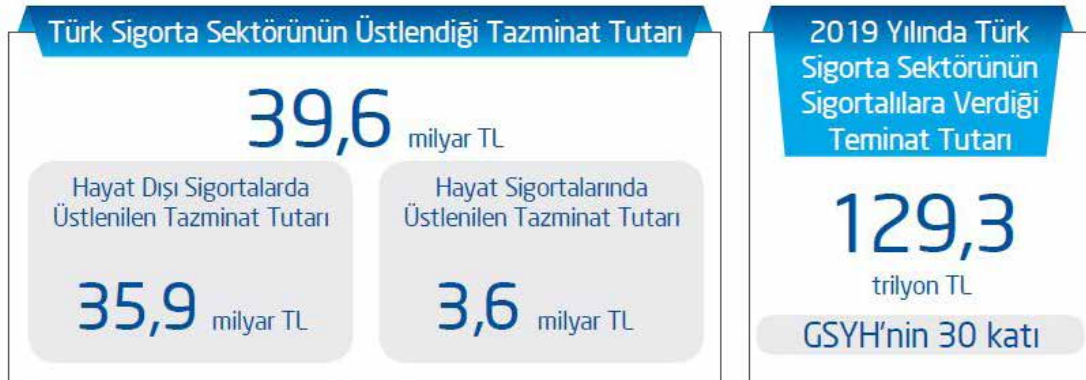 Türk Sigorta Sektörünün Üstlendiği Tazminat Tutarı
39,6 milyar TL
Hayat Dışı Sigortalarda
Üstlenilen Tazminat Tutarı
35,9 milyar TL
Hayat Sigortalarında
Üstlenilen Tazminat Tutarı
3,6 milyar TL
2019 Yılında Türk
Sigorta Sektörünün
Sigortalılara Verdiği
Teminat Tutarı
129,3
trilyon TL
GSYH'nin 30 katı